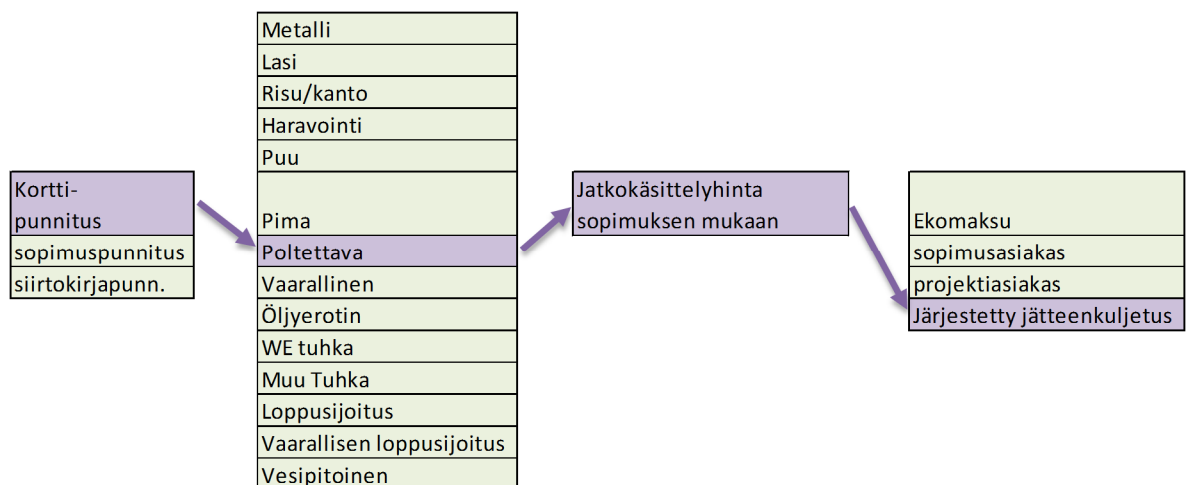 Kortti-
punnitus
sopimuspunnitus
siirtokirjapunn.
Metalli
Lasi
Risu/kanto
Haravointi
Puu
Pima
Poltettava
Vaarallinen
Öljyerotin
WE tuhka
Muu Tuhka
Loppusijoitus
Vaarallisen loppusijoitus
Vesipitoinen
Jatkokäsittelyhinta
sopimuksen mukaan
Ekomaksu
sopimusasiakas
projektiasiakas
Järjestetty jätteenkuljetus